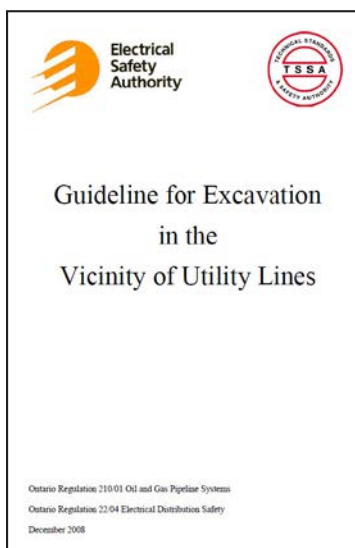 Electrical
Safety
Authority
TECHNICAL STANDARDS
TSSA
& SAFETY AUTHORITY
Guideline for Excavation
in the
Vicinity of Utility Lines
Ontario Regulation 210/01 Oil and Gas Pipeline Systems
Ontario Regulation 22/04 Electrical Distribution Safety
December 2008